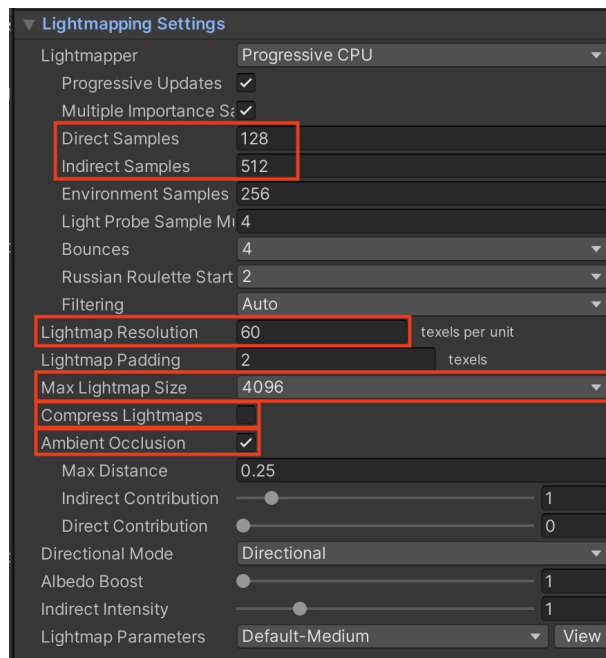 Lightmapping Settings
Lightmapper Progressive CPU
Progressive Updates
Multiple Importance Sa
Direct Samples 128
Indirect Samples 512
Environment Samples 256
Light Probe Sample Mu 4
Bounces 4
Russian Roulette Start 2
Filtering Auto
Lightmap Resolution 60 texels per unit
Lightmap Padding 2 texels
Max Lightmap Size 4096
Compress Lightmaps
Ambient Occlusion
Max Distance 0.25
Indirect Contribution 1
Direct Contribution 0
Directional Mode Directional
Albedo Boost 1
Indirect Intensity 1
Lightmap Parameters Default-Medium View